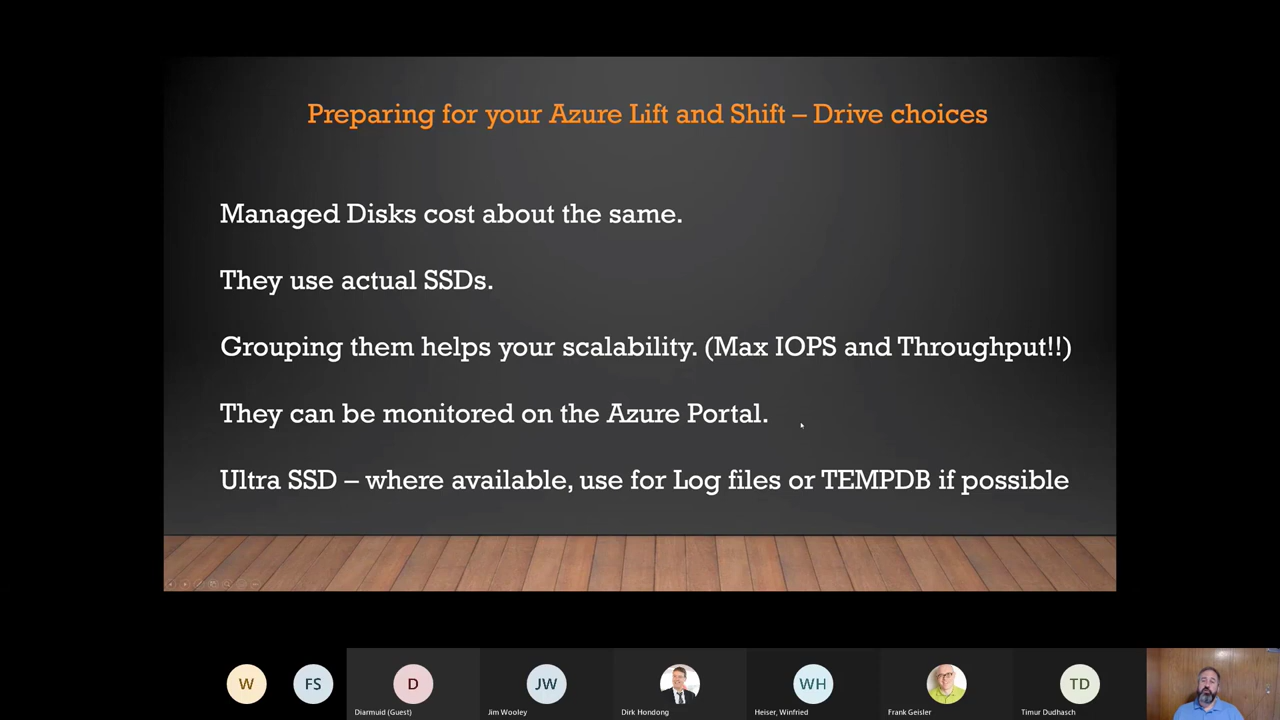 Preparing for your Azure Lift and Shift – Drive choices
Managed Disks cost about the same.
They use actual SSDs.
Grouping them helps your scalability. (Max IOPS and Throughput!!)
They can be monitored on the Azure Portal.
Ultra SSD – where available, use for Log files or TEMPDB if possible
W
FS
D
JW
WH
TD
Diarmuid (Guest)
Jim Wooley
Dirk Hondong
Heiser, Winfried
Frank Geisler
Timur Dudhasch